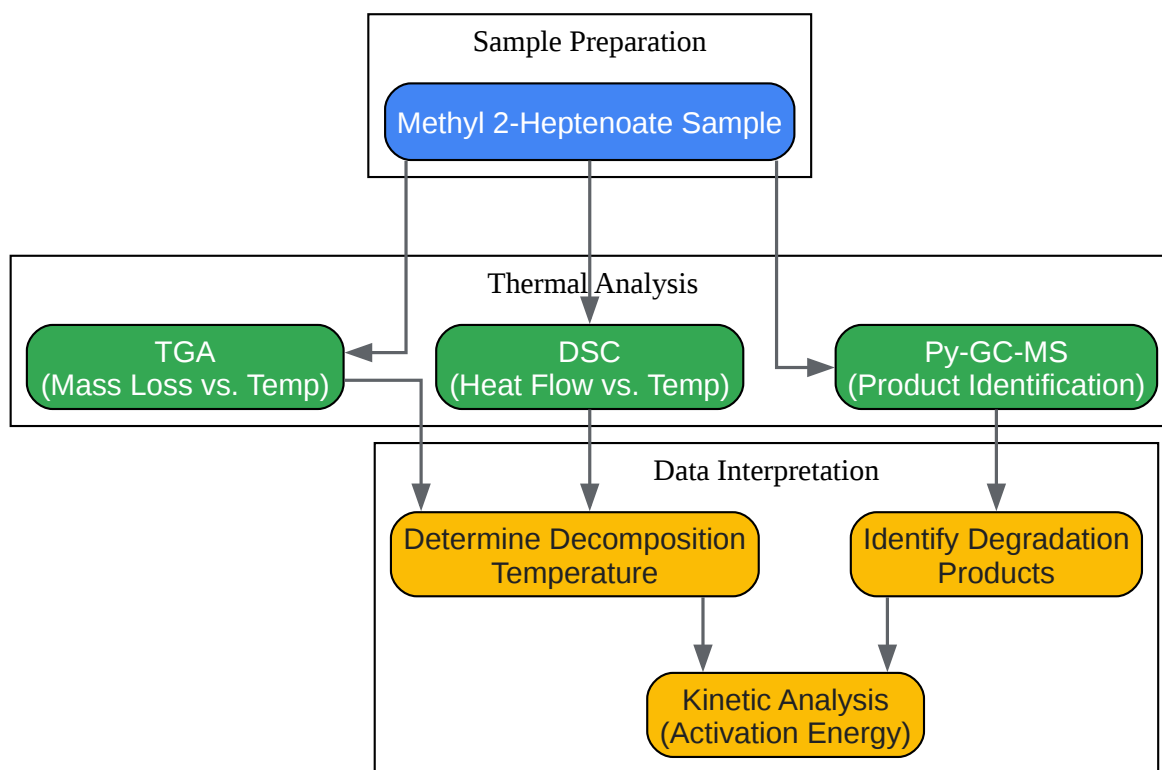 Sample Preparation
Methyl 2-Heptenoate Sample
Thermal Analysis
TGA
(Mass Loss vs. Temp)
DSC
(Heat Flow vs. Temp)
Py-GC-MS
(Product Identification)
Data Interpretation
Determine Decomposition
Temperature
Identify Degradation
Products
Kinetic Analysis
(Activation Energy)